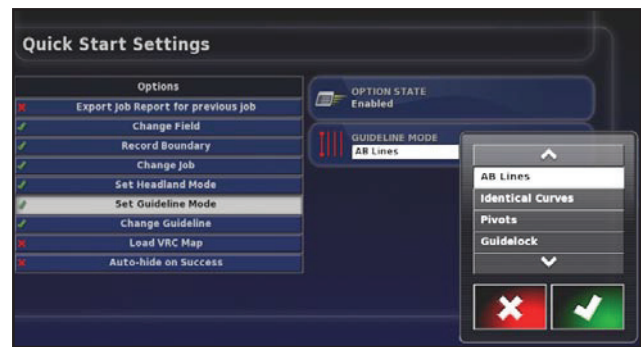 Quick Start Settings
Options
Export Job Report for previous job
Change Field
Record Boundary
Change Job
Set Headland Mode
Set Guideline Mode
Change Guideline
Load VRC Map
Auto-hide on Success
OPTION STATE
Enabled
GUIDELINE MODE
AB Lines
AB Lines
Identical Curves
Pivots
Guidelock